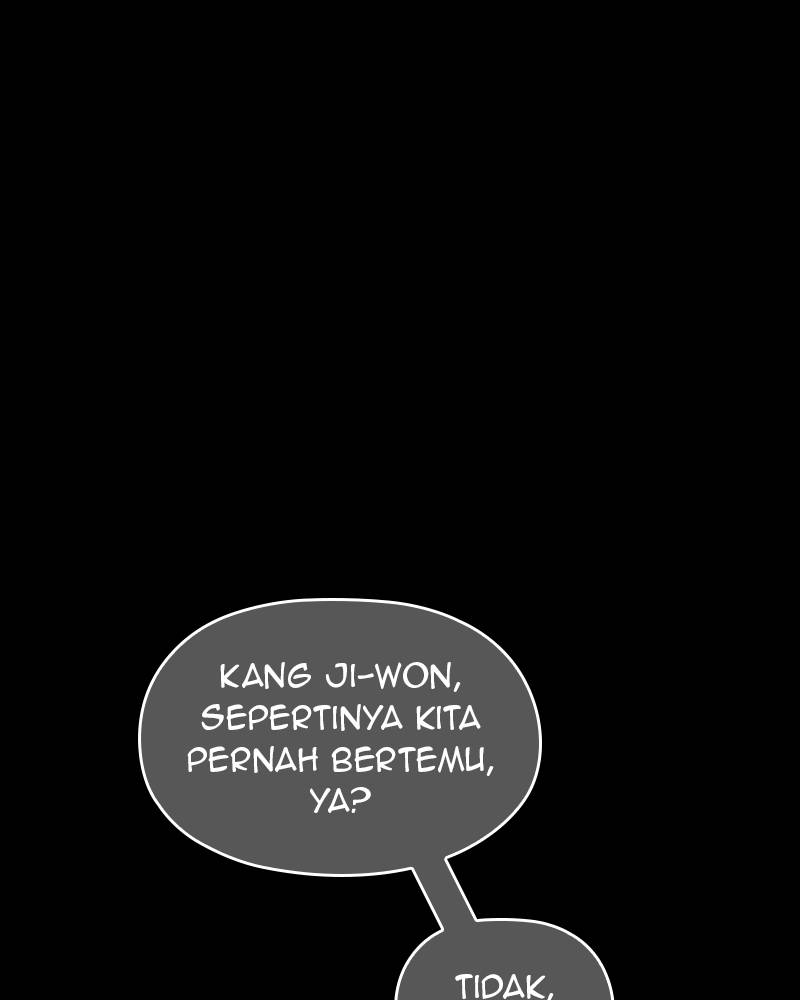 KANG JI-WON,
SEPERTINYA KITA
PERNAH BERTEMU,
YA?
TIDAK,